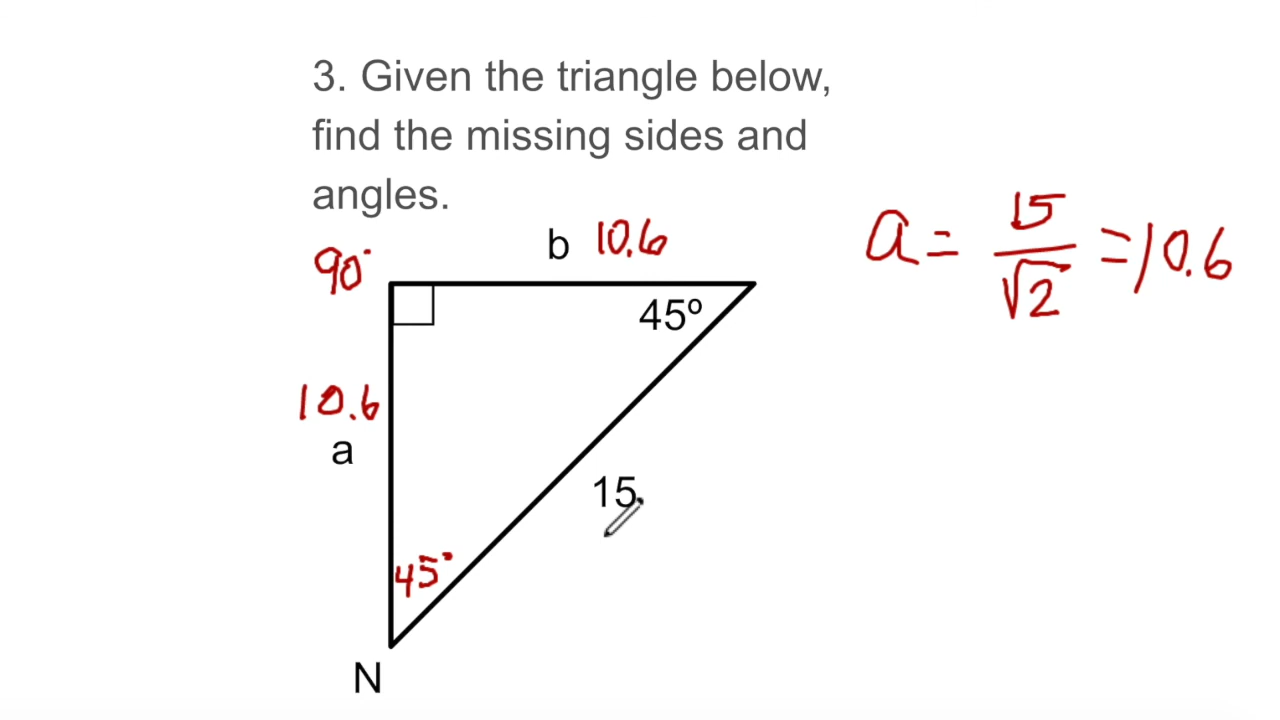 3. Given the triangle below,
find the missing sides and
angles.
90°
b 10.6
a = 15/√2 = 10.6
45º
10.6
a
15
45°
N